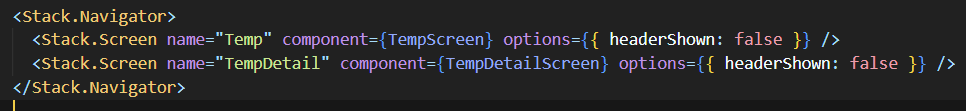 <Stack.Navigator>
<Stack.Screen name="Temp" component={TempScreen} options={{ headerShown: false }} />
<Stack.Screen name="TempDetail" component={TempDetailScreen} options={{ headerShown: false }} />
</Stack.Navigator>